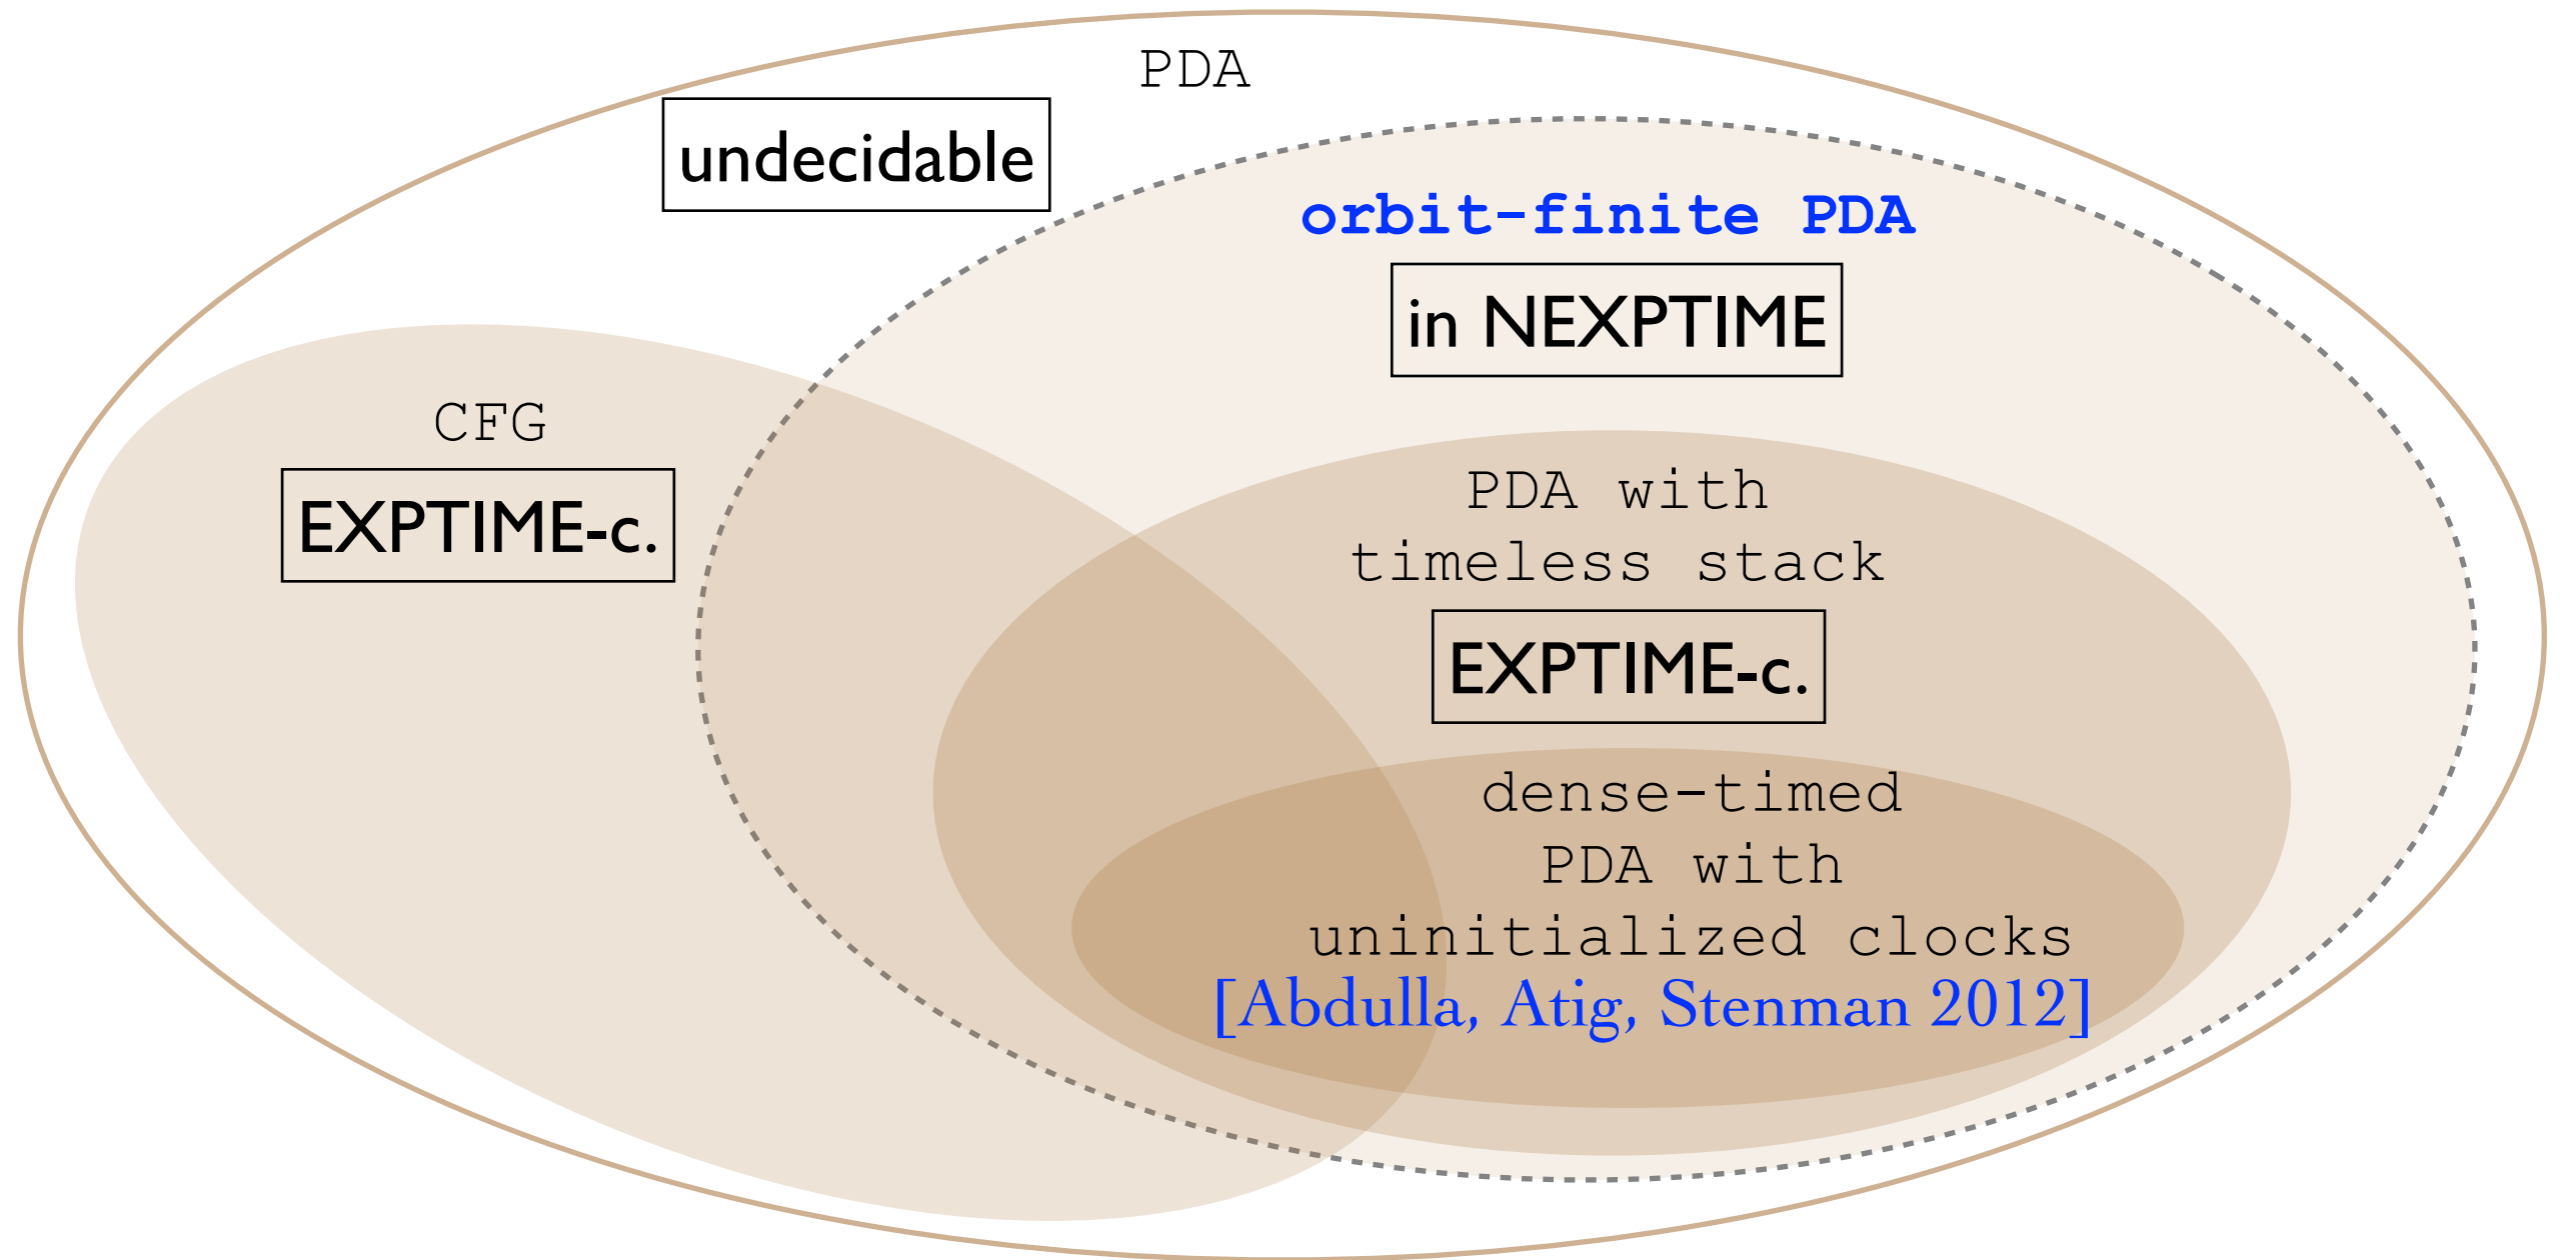 PDA
undecidable
orbit-finite PDA
in NEXPTIME
CFG
EXPTIME-c.
PDA with
timeless stack
EXPTIME-c.
dense-timed
PDA with
uninitialized clocks
[Abdulla, Atig, Stenman 2012]